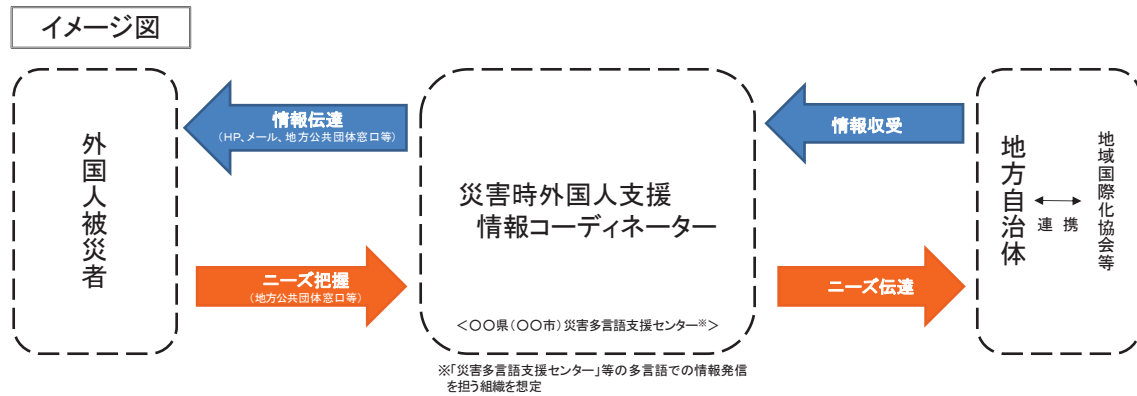 イメージ図
外国人被災者
情報伝達
(HP、メール、地方公共団体窓口等)
ニーズ把握
(地方公共団体窓口等)
災害時外国人支援
情報コーディネーター
<〇〇県(〇〇市)災害多言語支援センター※>
※「災害多言語支援センター」等の多言語での情報発信
を担う組織を想定
情報収受
ニーズ伝達
地方自治体
連携
地域国際化協会等